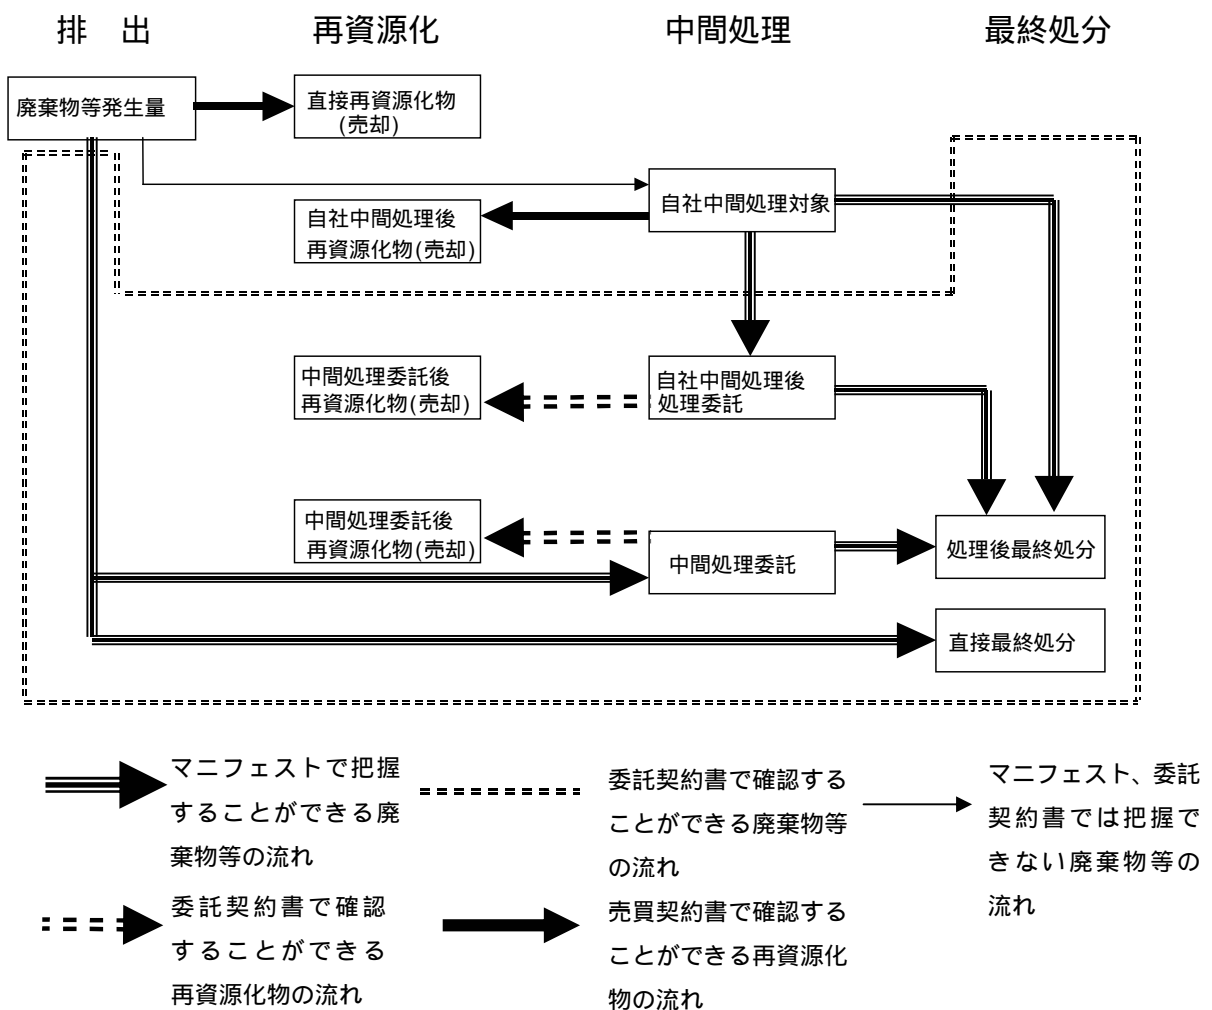 排　出
再資源化
中間処理
最終処分
廃棄物等発生量
直接再資源化物
(売却)
自社中間処理対象
自社中間処理後
再資源化物(売却)
中間処理委託後
再資源化物(売却)
自社中間処理後
処理委託
中間処理委託後
再資源化物(売却)
中間処理委託
処理後最終処分
直接最終処分
マニフェストで把握
することができる廃
棄物等の流れ
委託契約書で確認する
ことができる廃棄物等
の流れ
マニフェスト、委託
契約書では把握で
きない廃棄物等の
流れ
委託契約書で確認
することができる
再資源化物の流れ
売買契約書で確認する
ことができる再資源化
物の流れ